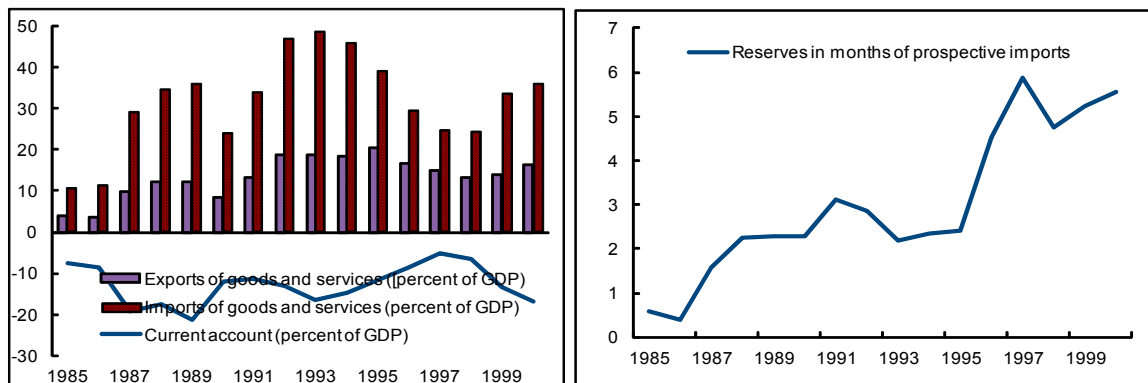 50
40
30
20
10
0
-10
-20
-30
Exports of goods and services ([percent of GDP)
Imports of goods and services (percent of GDP)
Current account (percent of GDP)
1985 1987 1989 1991 1993 1995 1997 1999
7
6
5
4
3
2
1
0
Reserves in months of prospective imports
1985 1987 1989 1991 1993 1995 1997 1999